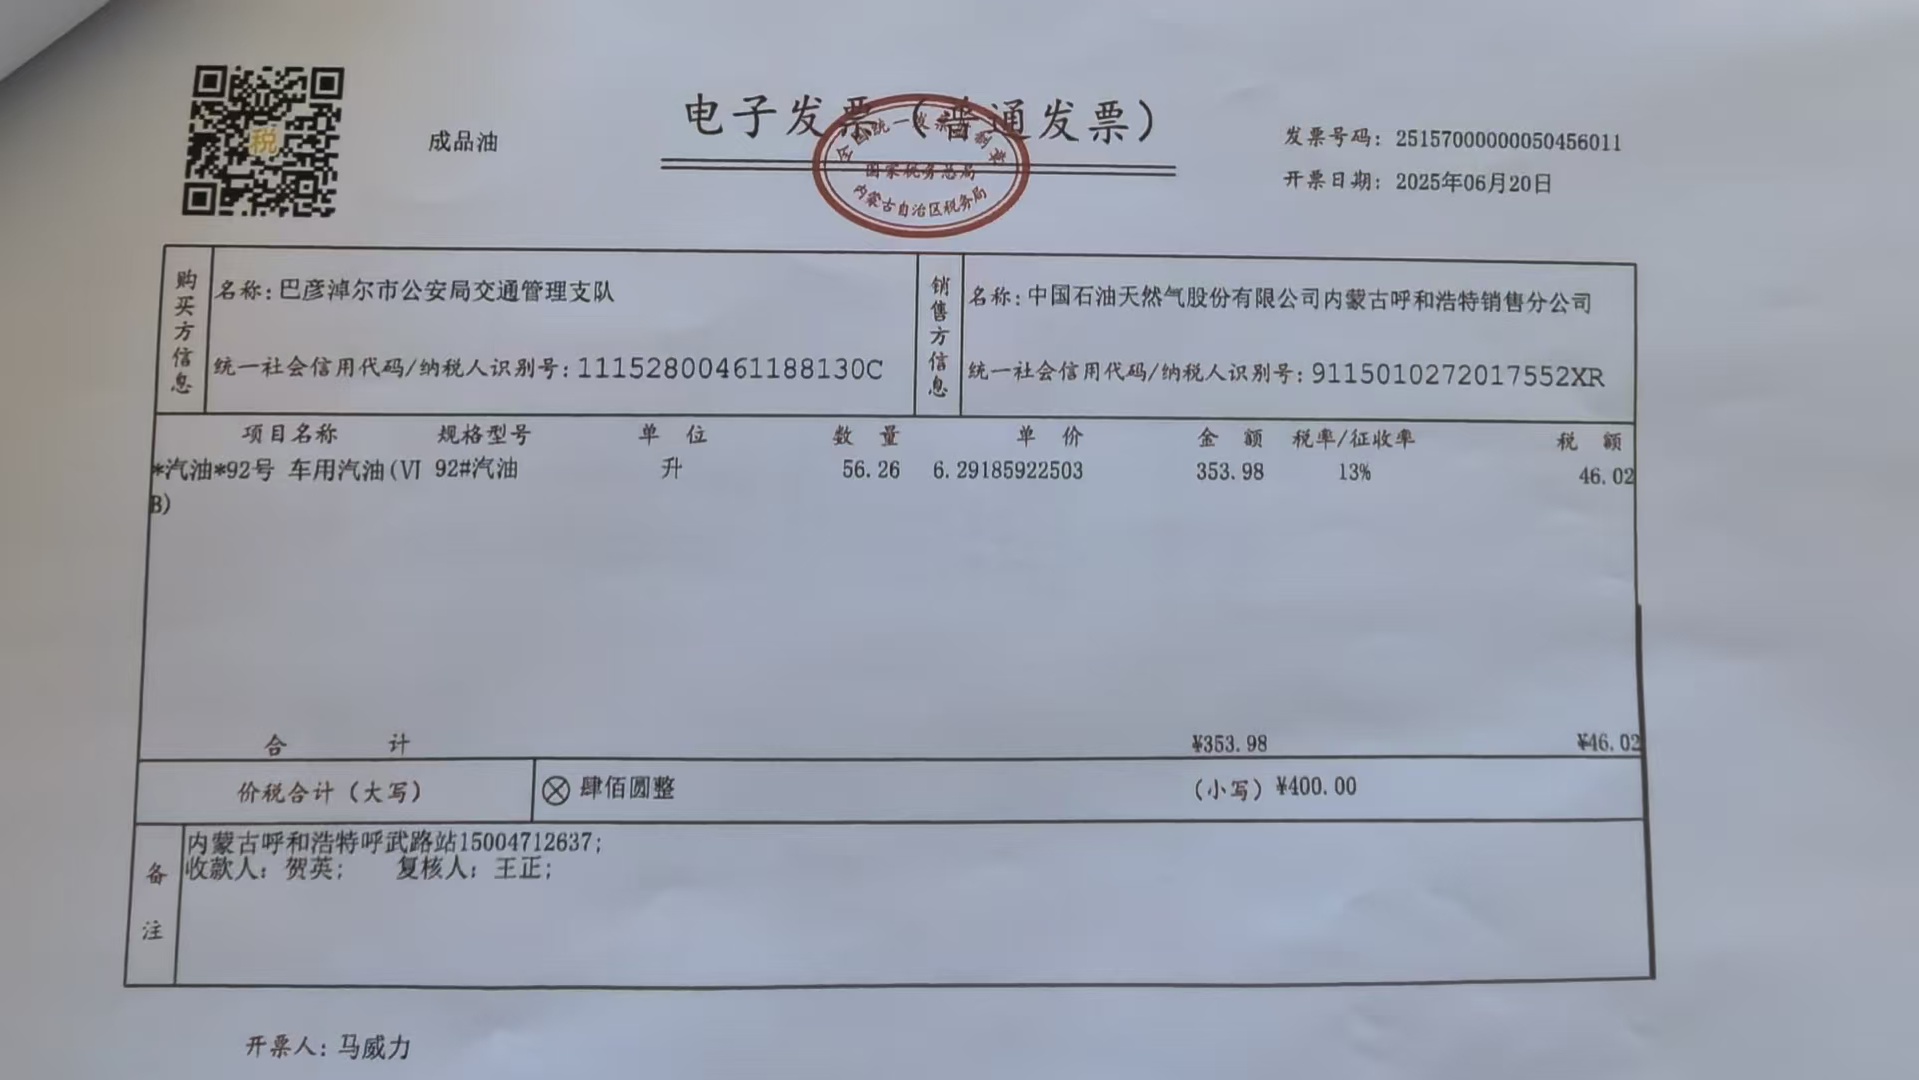 税
成品油
电子发票（普通发票）
全国统一发票监制章
国家税务总局
内蒙古自治区税务局
发票号码：25157000000050456011
开票日期：2025年06月20日
购买方信息
名称：巴彦淖尔市公安局交通管理支队
统一社会信用代码/纳税人识别号：11152800461188130C
销售方信息
名称：中国石油天然气股份有限公司内蒙古呼和浩特销售分公司
统一社会信用代码/纳税人识别号：9115010272017552XR
项目名称 规格型号 单 位 数 量 单 价 金 额 税率/征收率 税 额
*汽油*92号 车用汽油(VI 92#汽油 升 56.26 6.29185922503 353.98 13% 46.02
B)
合 计 ¥353.98 ¥46.02
价税合计（大写） ⊗ 肆佰圆整 （小写）¥400.00
备注
内蒙古呼和浩特呼武路站15004712637;
收款人：贺英; 复核人：王正;
开票人：马威力